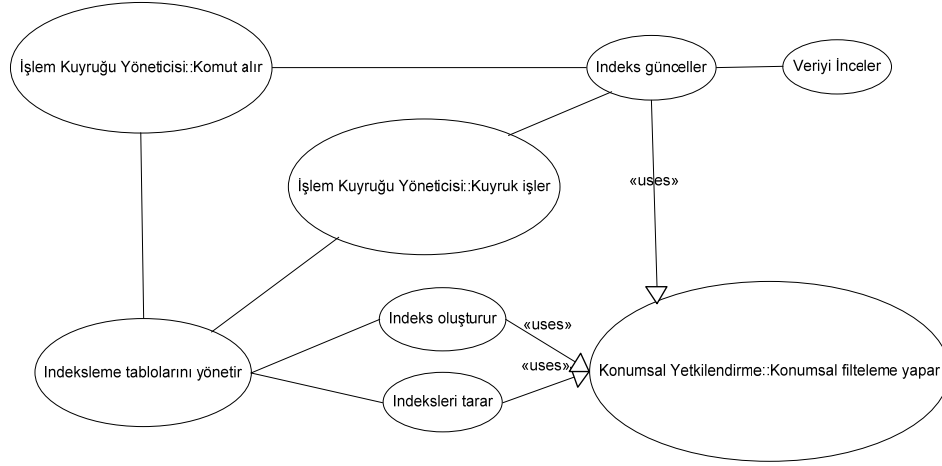 İşlem Kuyruğu Yöneticisi::Komut alır
Indeks günceller
Veriyi İnceler
İşlem Kuyruğu Yöneticisi::Kuyruk işler
«uses»
Indeks oluşturur
«uses»
«uses»
Indeksleme tablolarını yönetir
Konumsal Yetkilendirme::Konumsal filteleme yapar
Indeksleri tarar